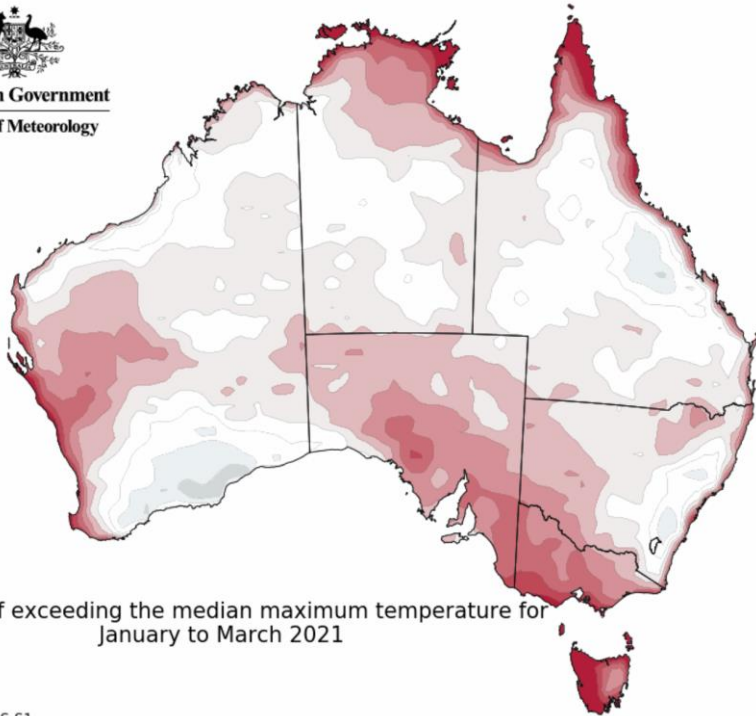 n Government
f Meteorology
f exceeding the median maximum temperature for
January to March 2021